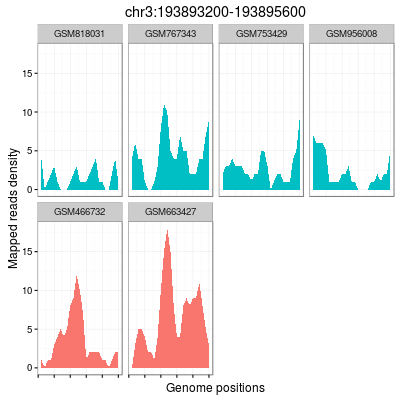 chr3:193893200-193895600
GSM818031 GSM767343 GSM753429 GSM956008
15
10
5
0
Mapped reads density
GSM466732 GSM663427
15
10
5
0
Genome positions